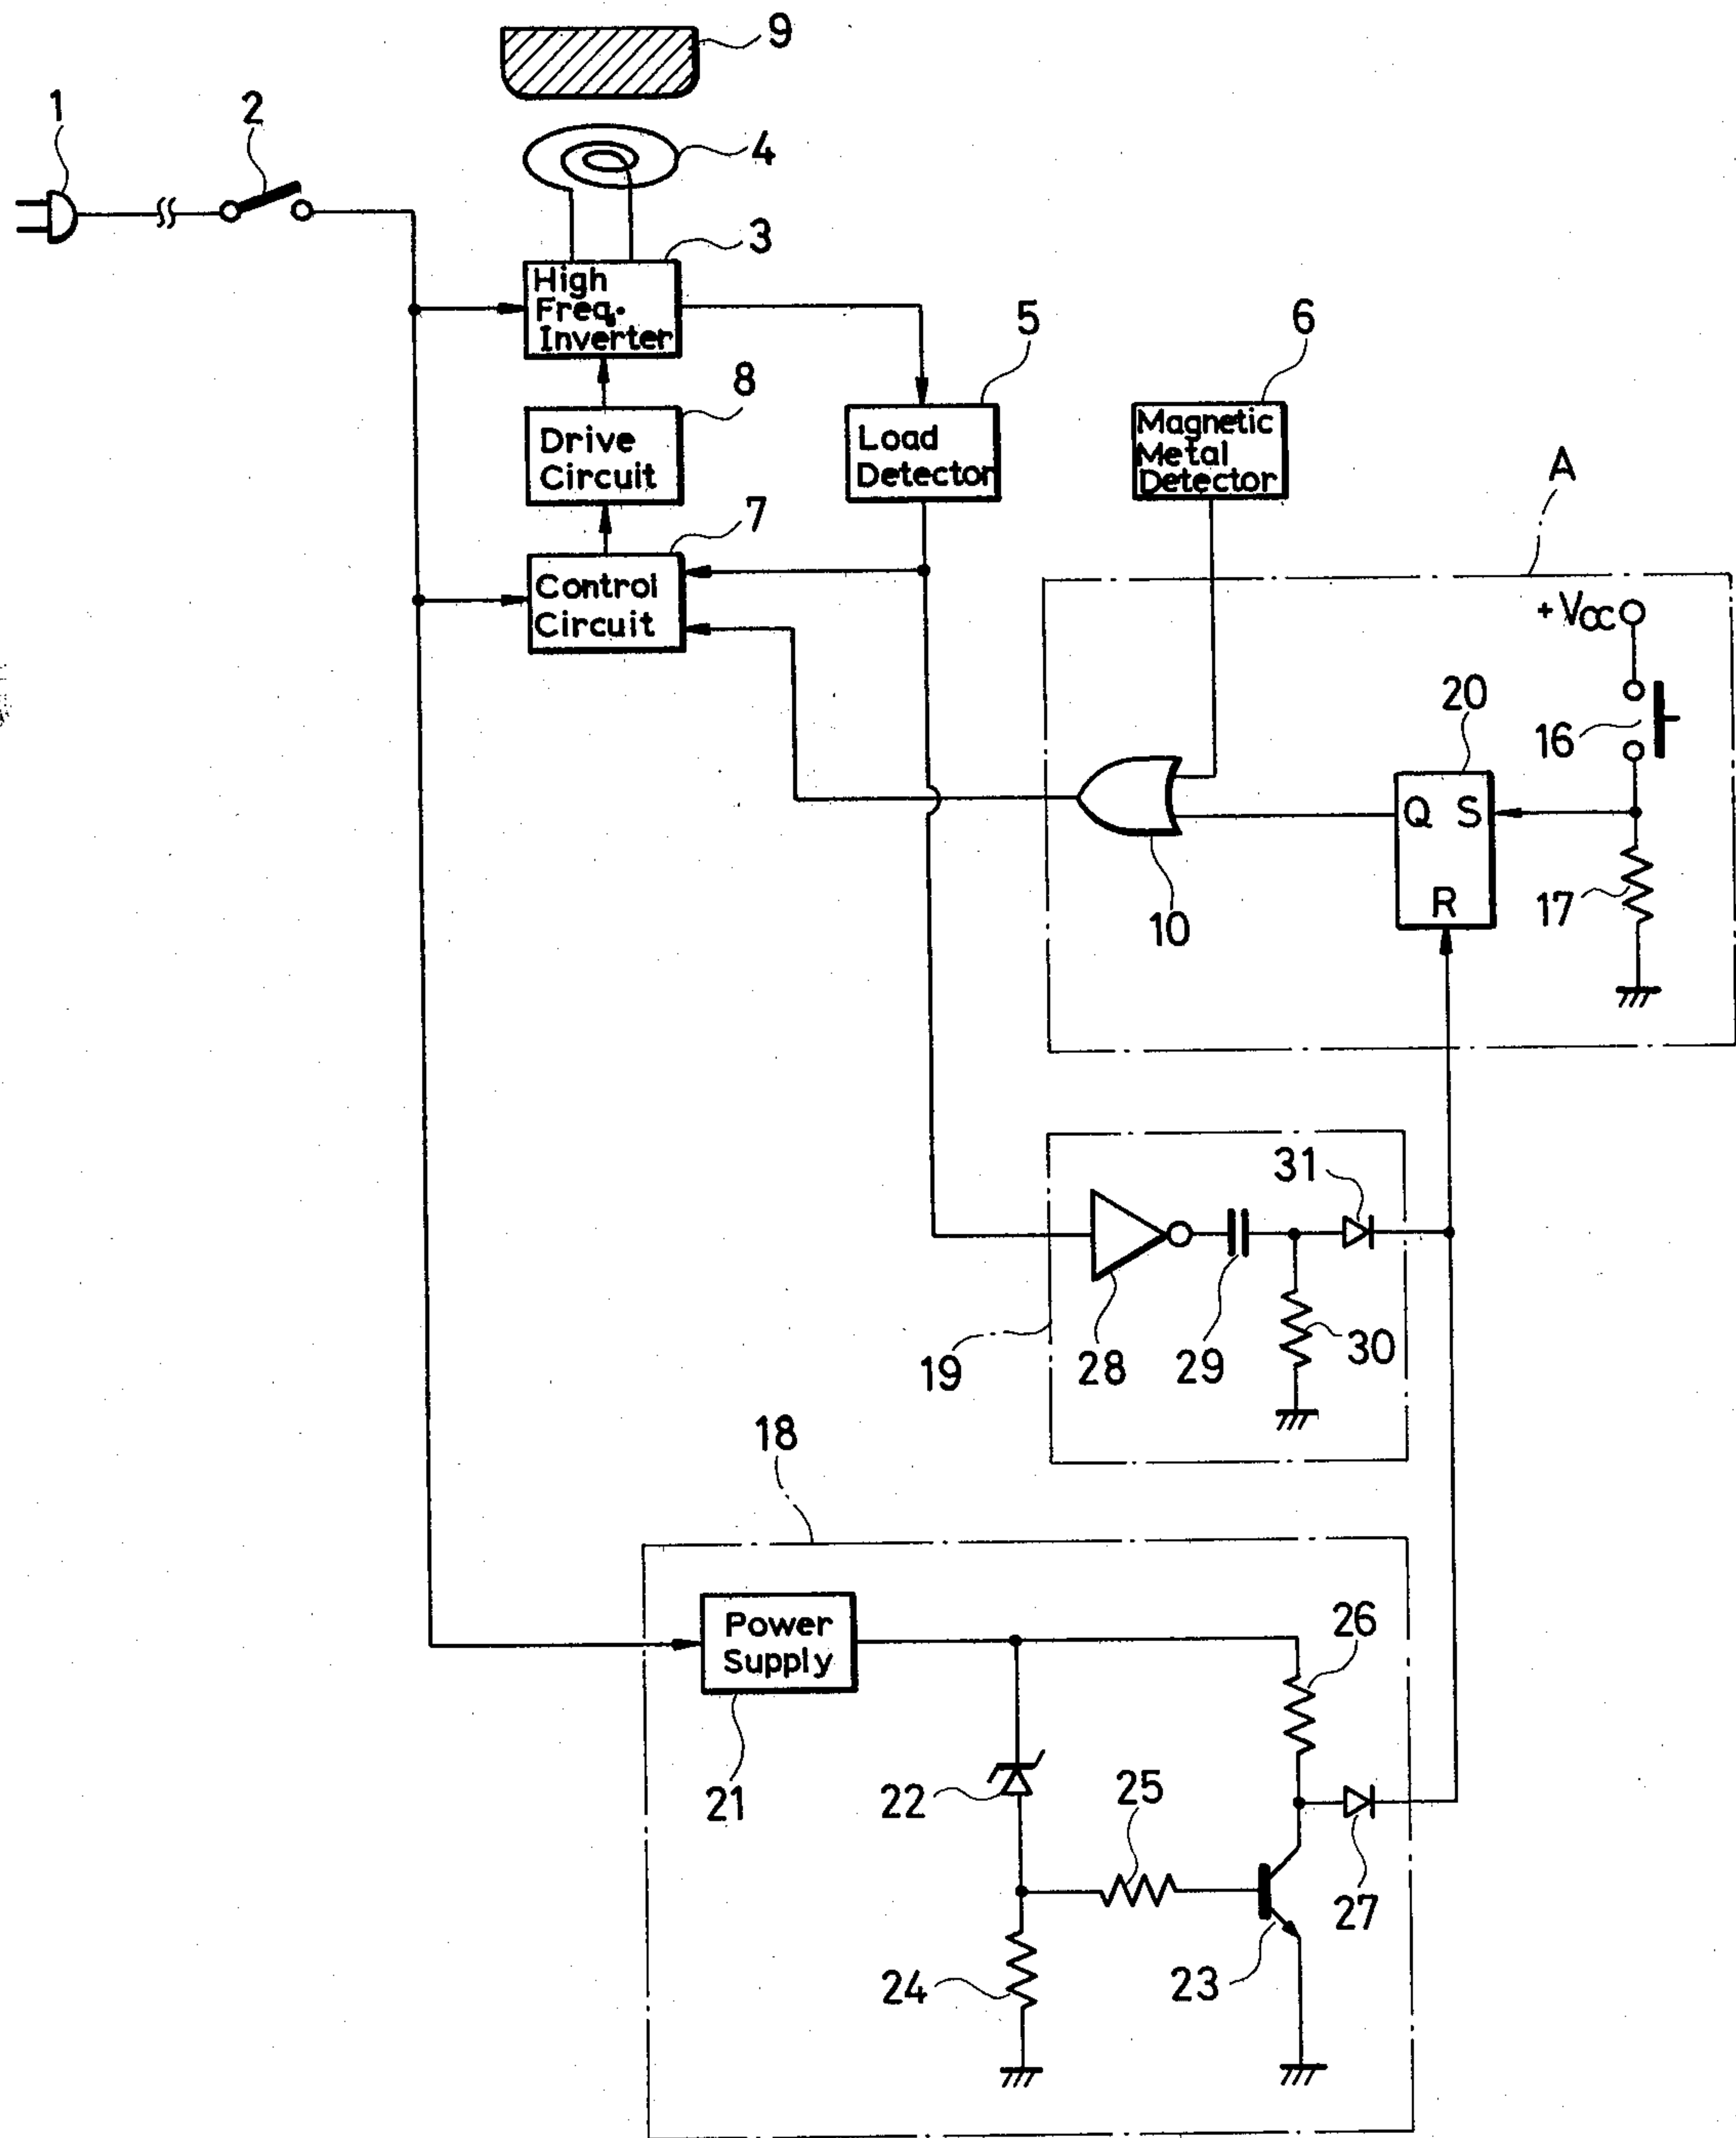 9
1
2
4
3
High
Freq.
Inverter
5
6
8
Drive
Circuit
Load
Detector
Magnetic
Metal
Detector
A
7
Control
Circuit
+Vcc
20
16
Q S
R
17
10
31
19
28
29
30
18
Power
Supply
26
21
22
25
27
24
23